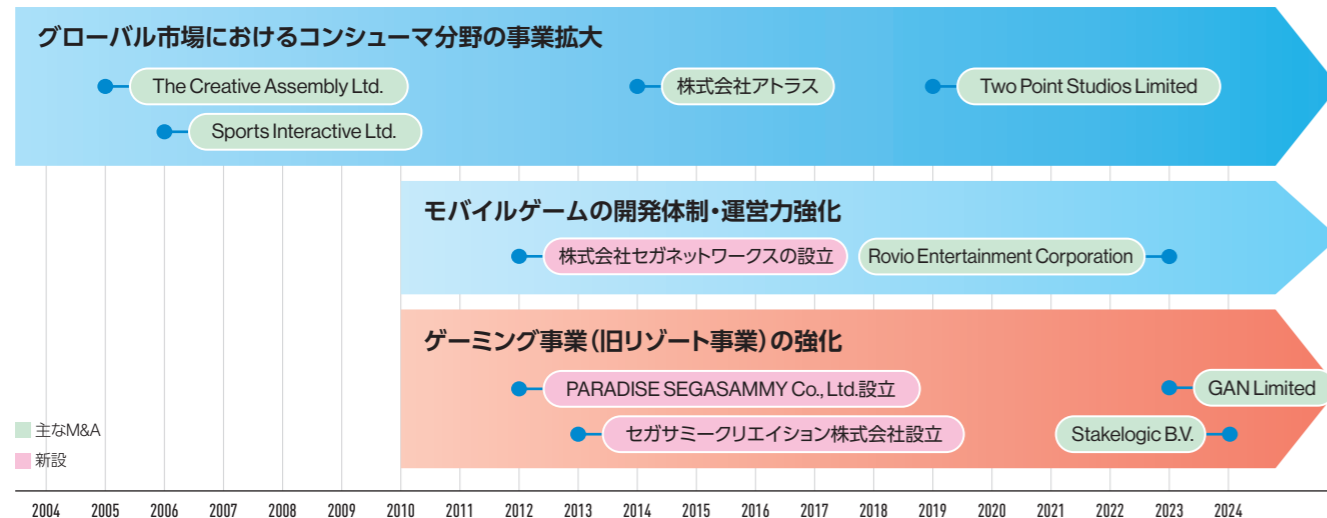 グローバル市場におけるコンシューマ分野の事業拡大
The Creative Assembly Ltd.
株式会社アトラス
Two Point Studios Limited
Sports Interactive Ltd.
モバイルゲームの開発体制・運営力強化
株式会社セガネットワークスの設立
Rovio Entertainment Corporation
ゲーミング事業(旧リゾート事業)の強化
PARADISE SEGASAMMY Co., Ltd.設立
GAN Limited
セガサミークリエイション株式会社設立
Stakelogic B.V.
主なM&A
新設
2004 2005 2006 2007 2008 2009 2010 2011 2012 2013 2014 2015 2016 2017 2018 2019 2020 2021 2022 2023 2024